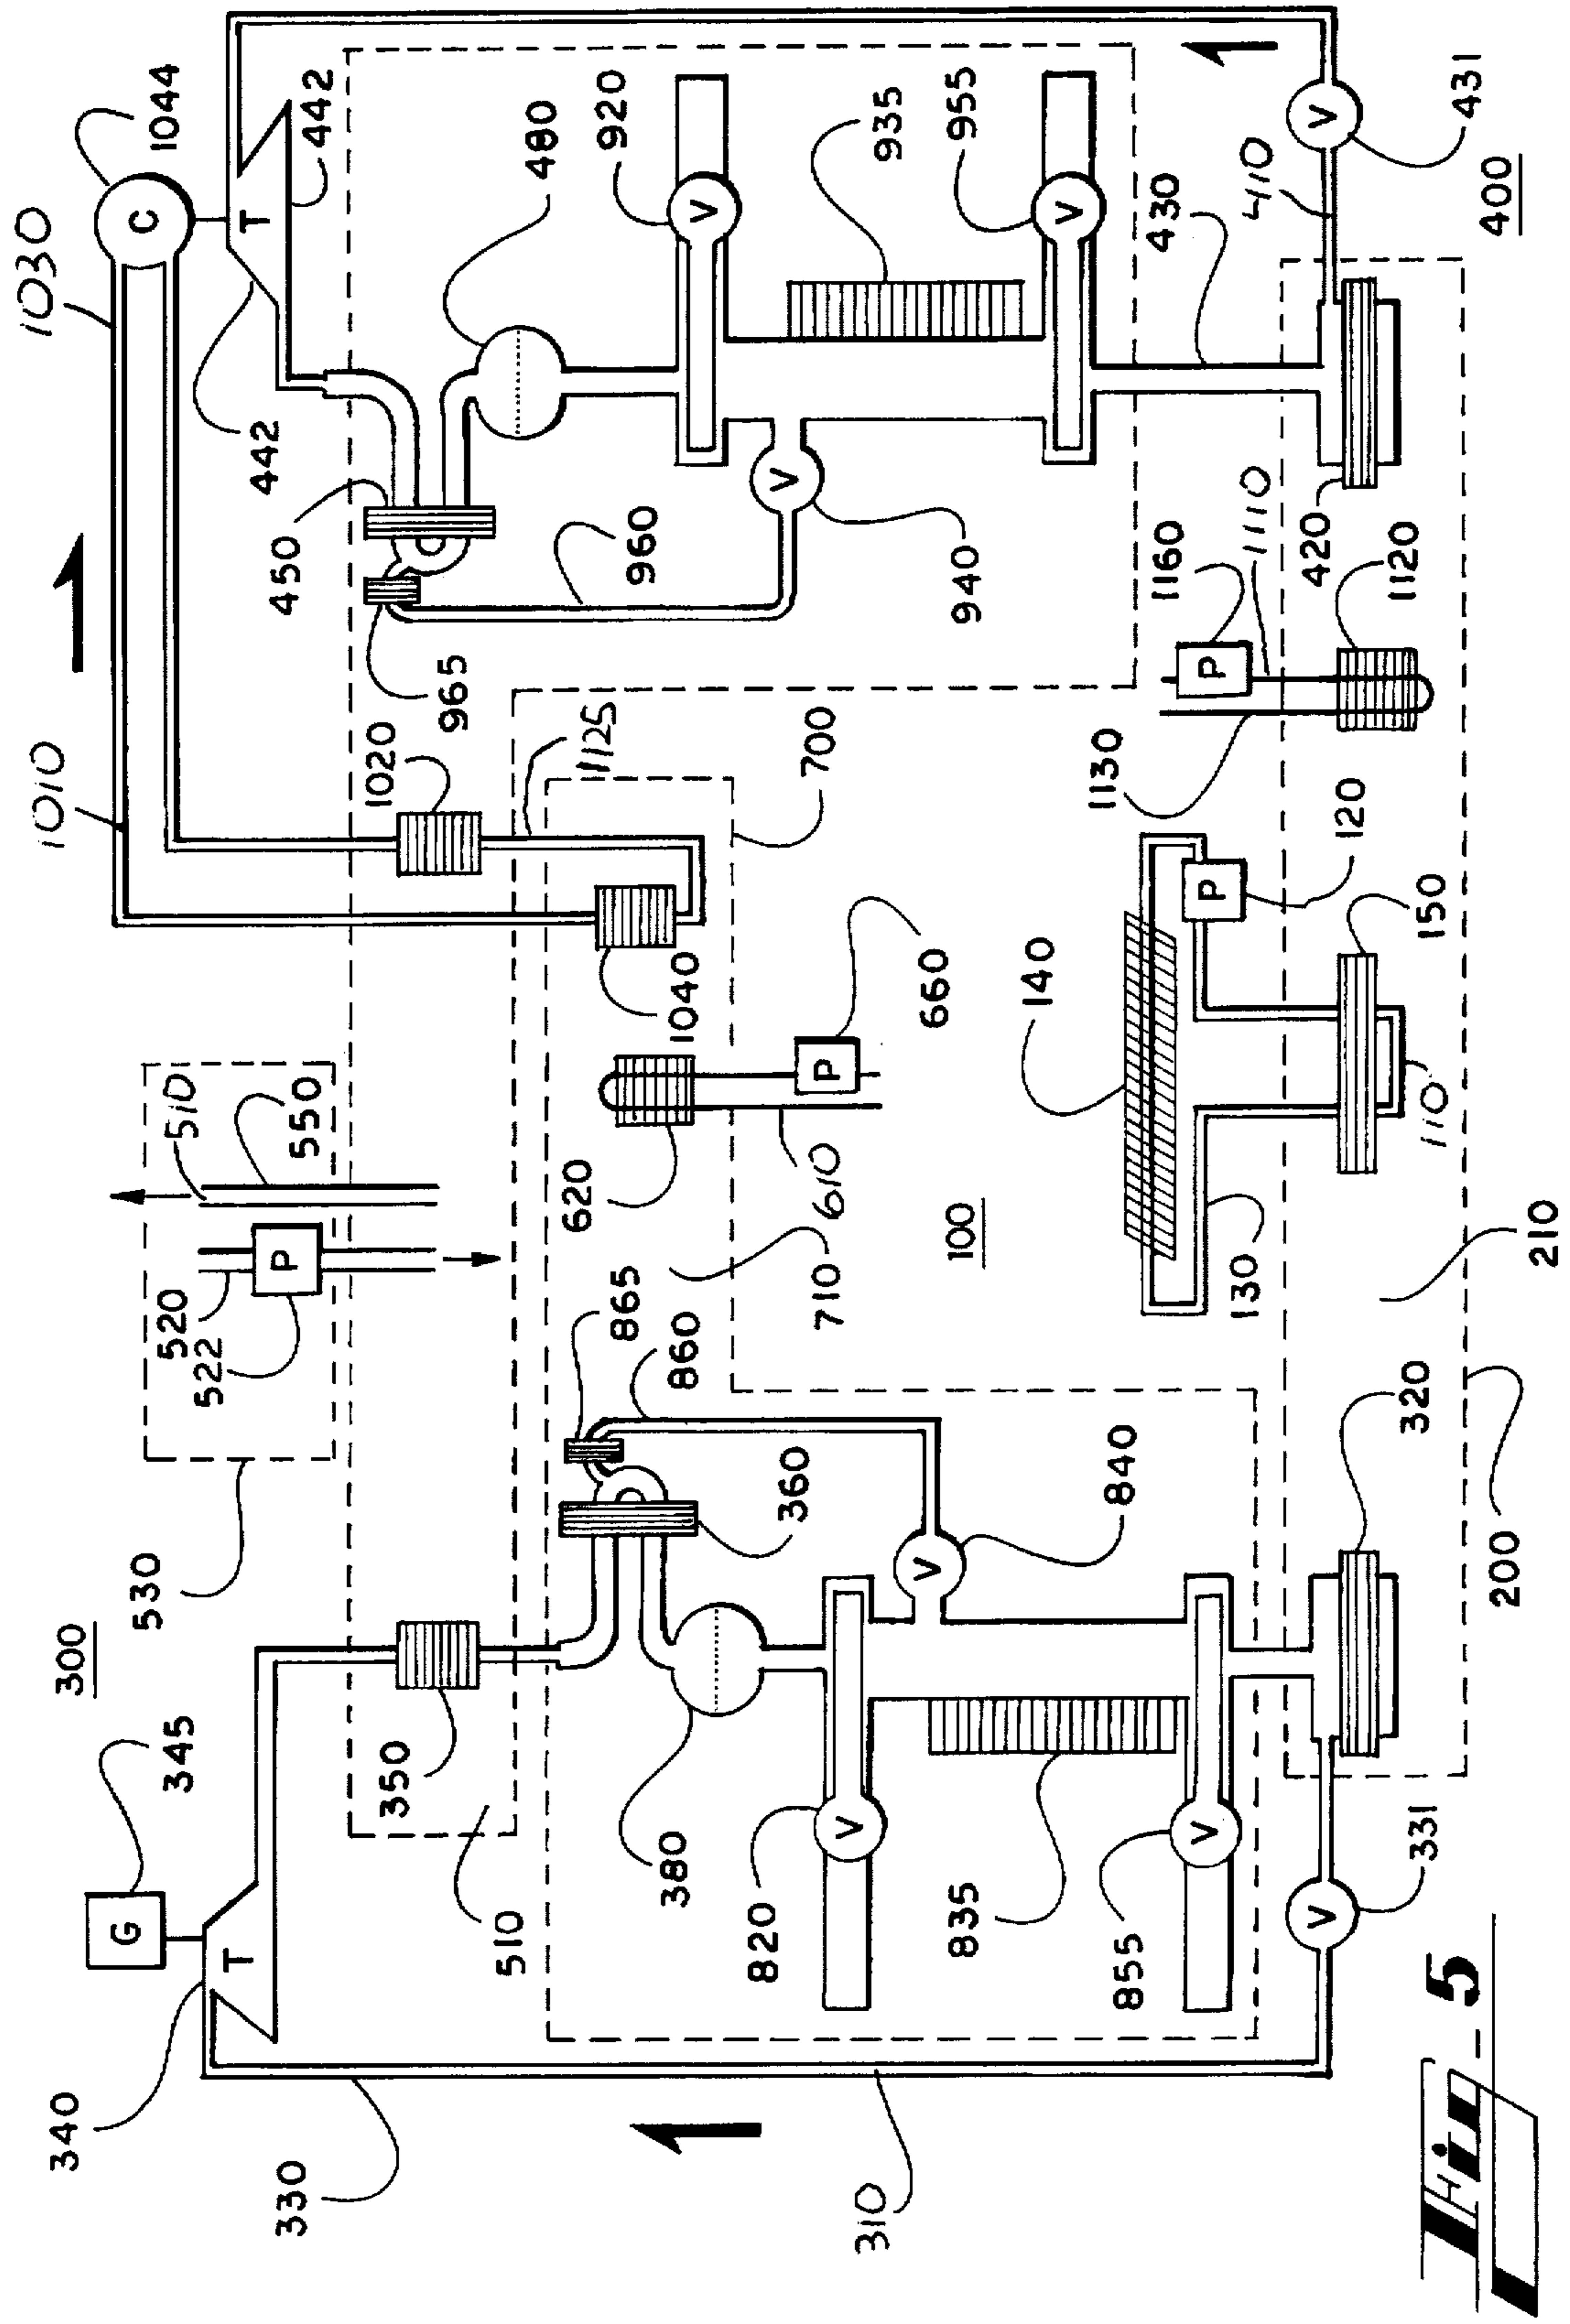 1010 1030
340 300
G 530 C 1044
345 520 510
522
T T
442
330 P 550 450
442
350 1020
965
510
480
620 1125 920
865 960
380 860 1040
V
820 V
360
710 610 700
P
V
310 935
V 660
835 100 940
140
V
955
855 840 1130
1160 430
V P P
130 1110 410
V 420 V
120
1120
331 320 110 150
431
200 400
210
Fig. 5